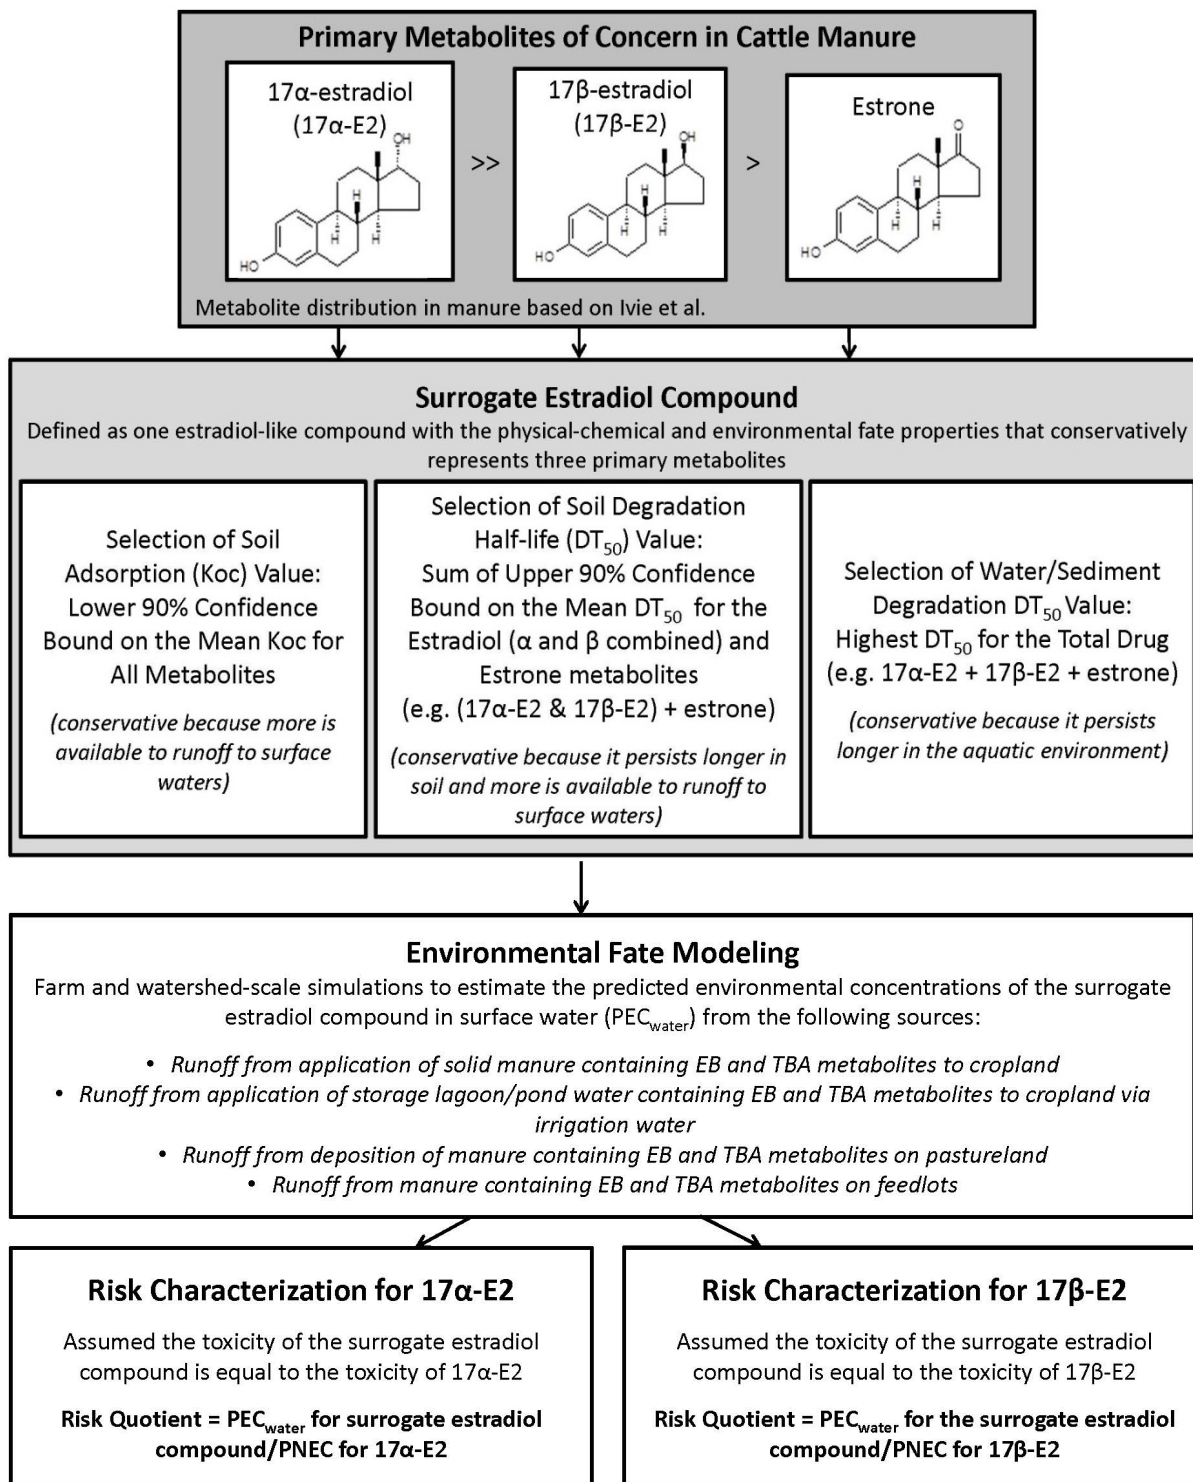 Primary Metabolites of Concern in Cattle Manure
17α-estradiol
(17α-E2)
OH
H
H
H
HO
>>
17β-estradiol
(17β-E2)
OH
H
H
H
HO
>
Estrone
O
H
H
H
HO
Metabolite distribution in manure based on Ivie et al.
Surrogate Estradiol Compound
Defined as one estradiol-like compound with the physical-chemical and environmental fate properties that conservatively
represents three primary metabolites
Selection of Soil
Adsorption (Koc) Value:
Lower 90% Confidence
Bound on the Mean Koc for
All Metabolites
(conservative because more is
available to runoff to surface
waters)
Selection of Soil Degradation
Half-life (DT50) Value:
Sum of Upper 90% Confidence
Bound on the Mean DT50 for the
Estradiol (α and β combined) and
Estrone metabolites
(e.g. (17α-E2 & 17β-E2) + estrone)
(conservative because it persists longer in
soil and more is available to runoff to
surface waters)
Selection of Water/Sediment
Degradation DT50 Value:
Highest DT50 for the Total Drug
(e.g. 17α-E2 + 17β-E2 + estrone)
(conservative because it persists
longer in the aquatic environment)
Environmental Fate Modeling
Farm and watershed-scale simulations to estimate the predicted environmental concentrations of the surrogate
estradiol compound in surface water (PECwater) from the following sources:
• Runoff from application of solid manure containing EB and TBA metabolites to cropland
• Runoff from application of storage lagoon/pond water containing EB and TBA metabolites to cropland via
irrigation water
• Runoff from deposition of manure containing EB and TBA metabolites on pastureland
• Runoff from manure containing EB and TBA metabolites on feedlots
Risk Characterization for 17α-E2
Assumed the toxicity of the surrogate estradiol
compound is equal to the toxicity of 17α-E2
Risk Quotient = PECwater for surrogate estradiol
compound/PNEC for 17α-E2
Risk Characterization for 17β-E2
Assumed the toxicity of the surrogate estradiol
compound is equal to the toxicity of 17β-E2
Risk Quotient = PECwater for the surrogate estradiol
compound/PNEC for 17β-E2